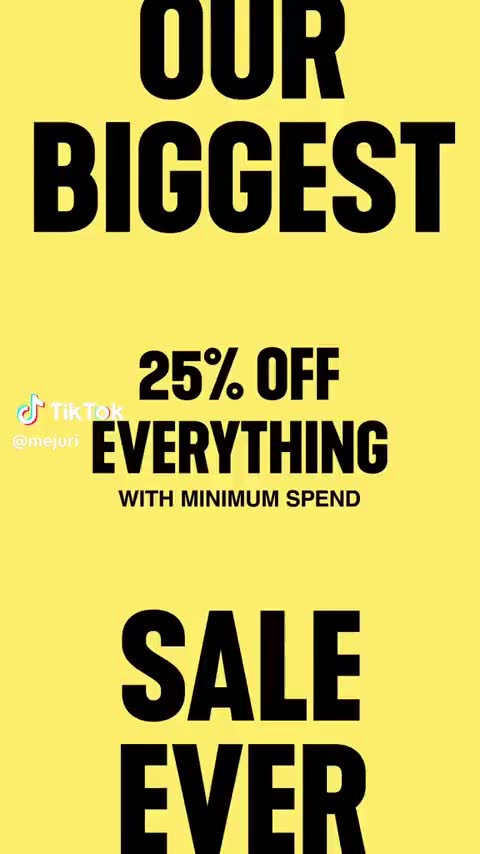 OUR
BIGGEST
25% OFF
TikTok
@mejuri
EVERYTHING
WITH MINIMUM SPEND
SALE
EVER